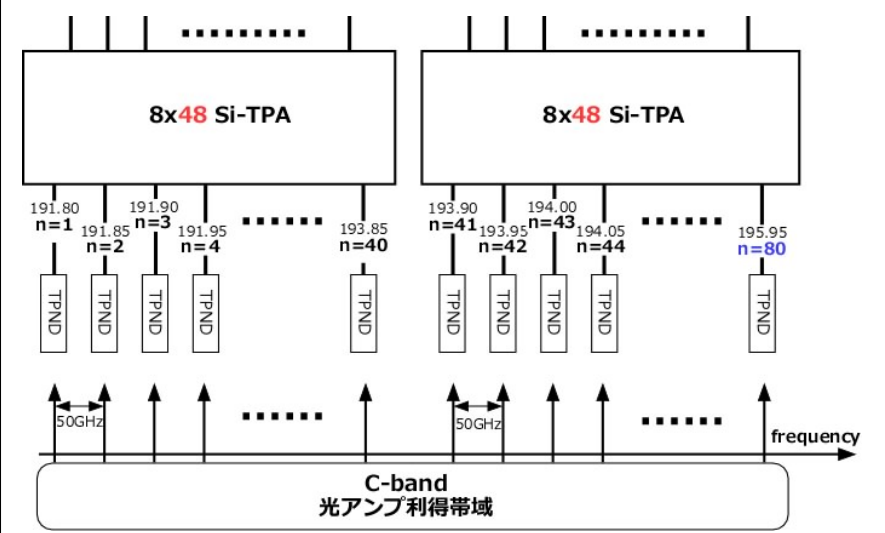 8x48 Si-TPA
8x48 Si-TPA
191.80
n=1
191.85
n=2
191.90
n=3
191.95
n=4
193.85
n=40
193.90
n=41
193.95
n=42
194.00
n=43
194.05
n=44
195.95
n=80
TPND
TPND
TPND
TPND
TPND
TPND
TPND
TPND
TPND
TPND
50GHz
50GHz
frequency
C-band
光アンプ利得帯域